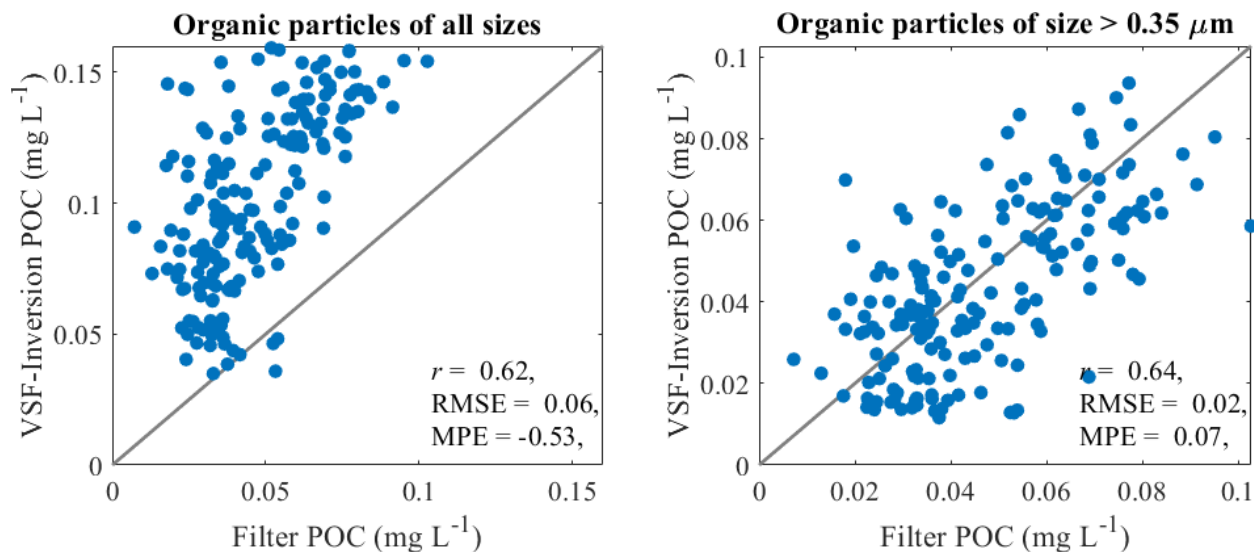 Organic particles of all sizes
VSF-Inversion POC (mg L⁻¹)
0.15
0.1
0.05
0
r = 0.62,
RMSE = 0.06,
MPE = -0.53,
0 0.05 0.1 0.15
Filter POC (mg L⁻¹)
Organic particles of size > 0.35 μm
VSF-Inversion POC (mg L⁻¹)
0.1
0.08
0.06
0.04
0.02
0
r = 0.64,
RMSE = 0.02,
MPE = 0.07,
0 0.02 0.04 0.06 0.08 0.1
Filter POC (mg L⁻¹)